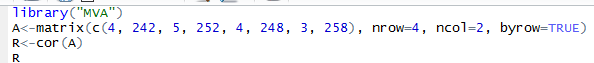 library("MVA")
A<-matrix(c(4, 242, 5, 252, 4, 248, 3, 258), nrow=4, ncol=2, byrow=TRUE)
R<-cor(A)
R